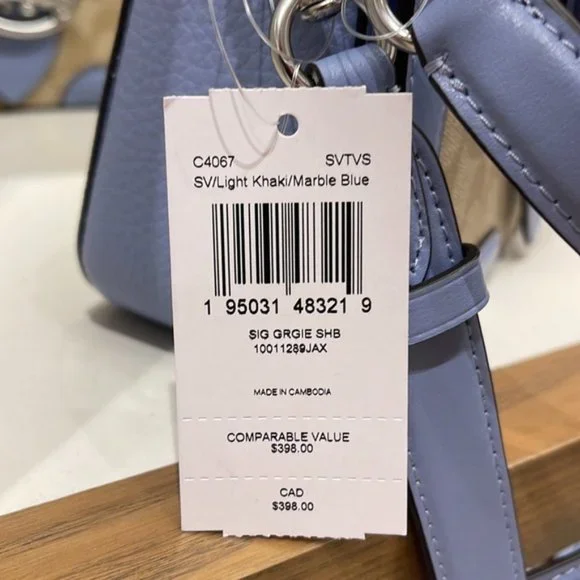 C4067 SVTVS
SV/Light Khaki/Marble Blue
1 95031 48321 9
SIG GRGIE SHB
10011289JAX
MADE IN CAMBODIA
COMPARABLE VALUE
$398.00
CAD
$398.00